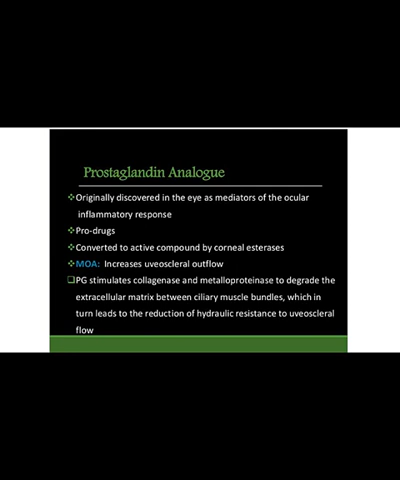 Prostaglandin Analogue
❖Originally discovered in the eye as mediators of the ocular
inflammatory response
❖Pro-drugs
❖Converted to active compound by corneal esterases
❖MOA: Increases uveoscleral outflow
❑PG stimulates collagenase and metalloproteinase to degrade the
extracellular matrix between ciliary muscle bundles, which in
turn leads to the reduction of hydraulic resistance to uveoscleral
flow